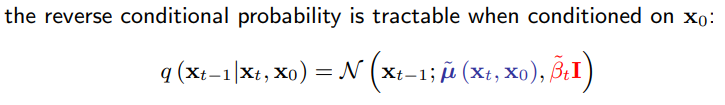 the reverse conditional probability is tractable when conditioned on x₀:
q (xₜ₋₁|xₜ, x₀) = 𝒩 (xₜ₋₁; μ̃ (xₜ, x₀), β̃ₜI)